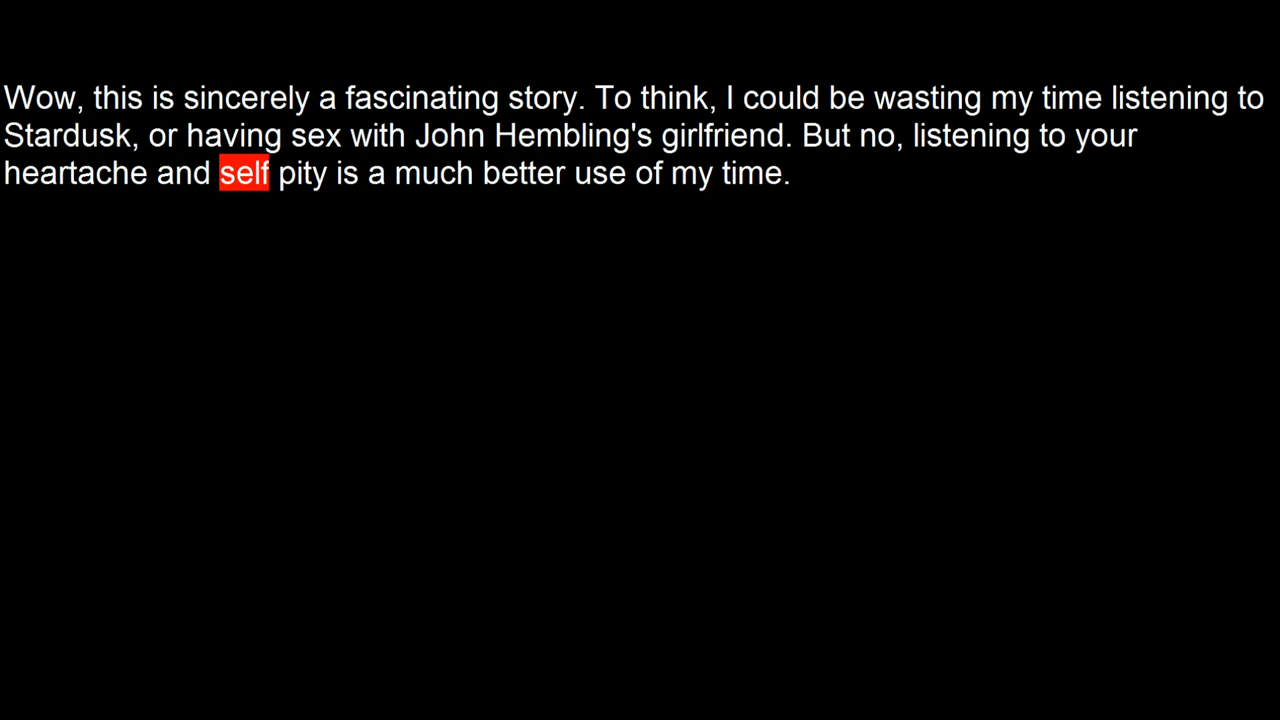 Wow, this is sincerely a fascinating story. To think, I could be wasting my time listening to
Stardusk, or having sex with John Hembling's girlfriend. But no, listening to your
heartache and self pity is a much better use of my time.